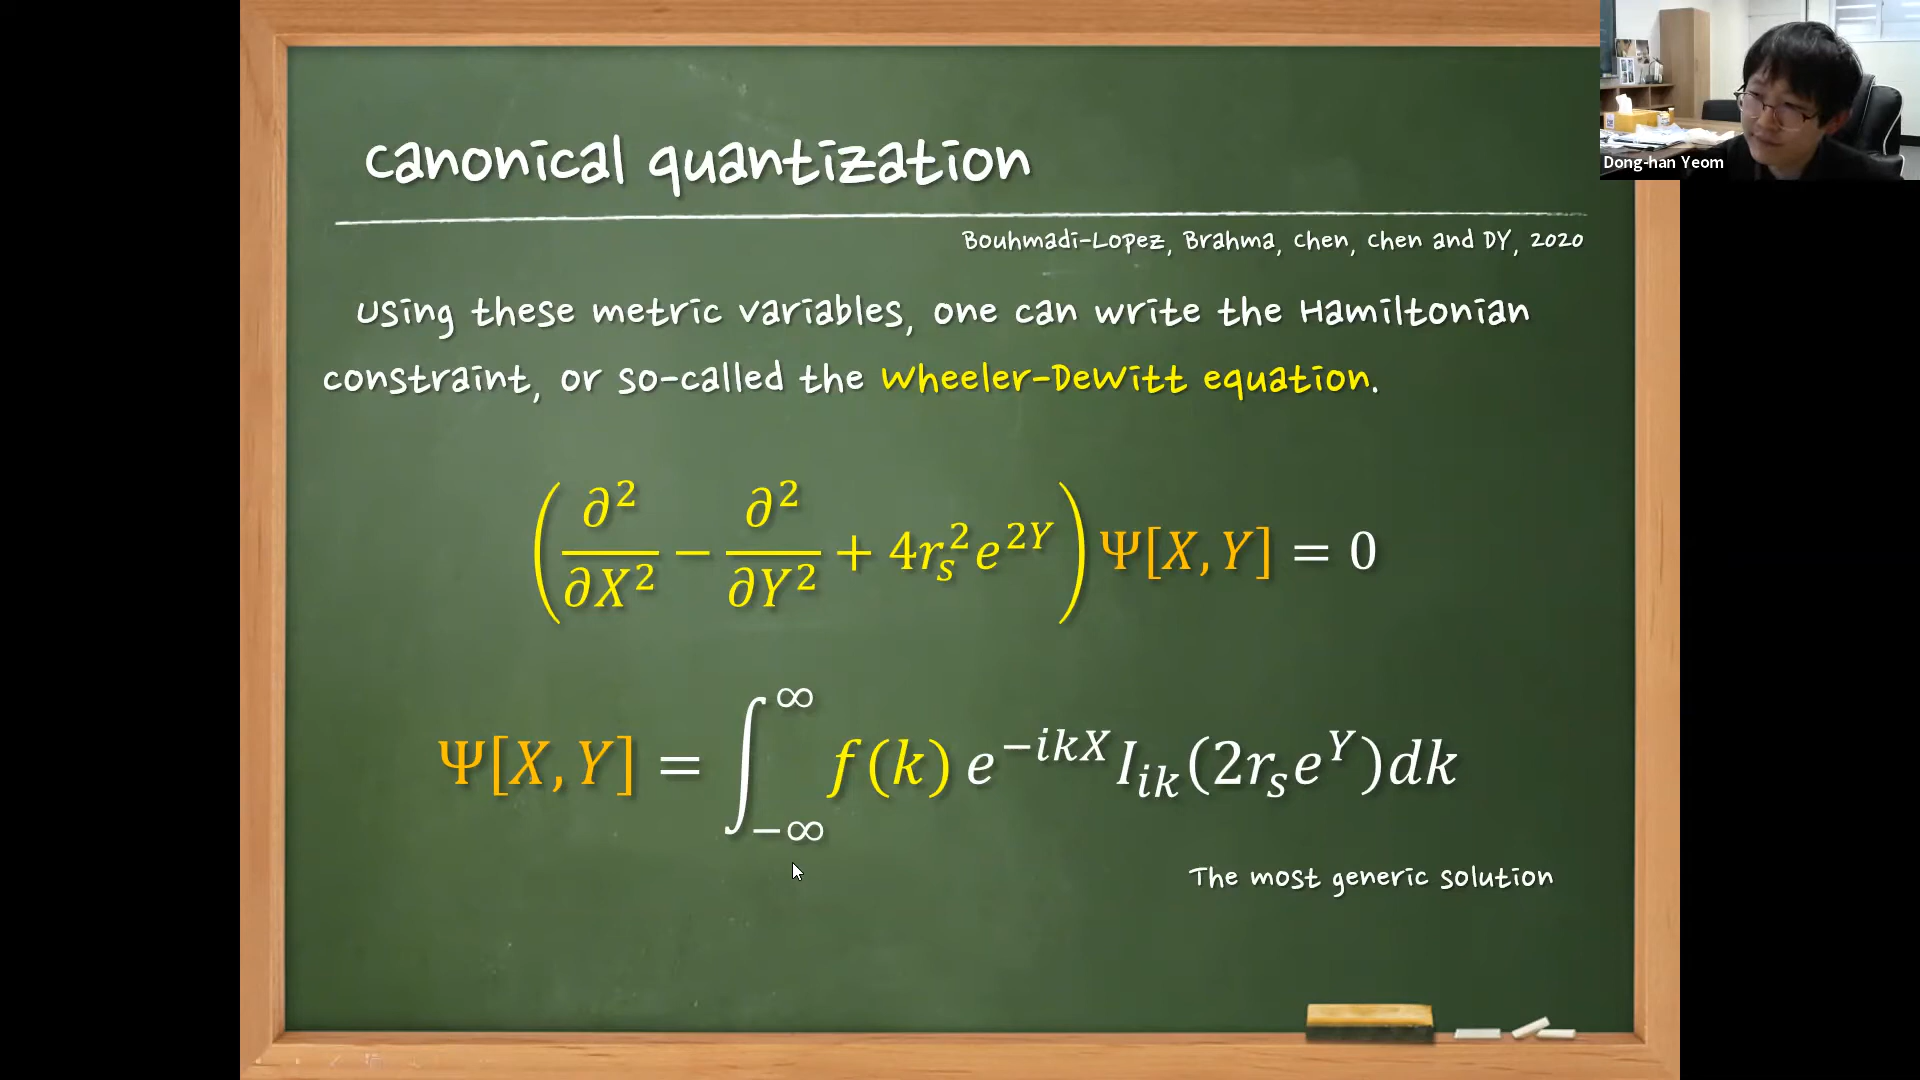 canonical quantization
Dong-han Yeom
Bouhmadi-Lopez, Brahma, Chen, Chen and DY, 2020
Using these metric variables, one can write the Hamiltonian
constraint, or so-called the Wheeler-DeWitt equation.
(∂²/∂X² − ∂²/∂Y² + 4r_s²e^{2Y}) Ψ[X, Y] = 0
Ψ[X, Y] = ∫_{−∞}^{∞} f(k) e^{−ikX} I_{ik}(2r_s e^Y)dk
The most generic solution